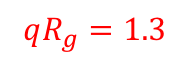 qR_g = 1.3